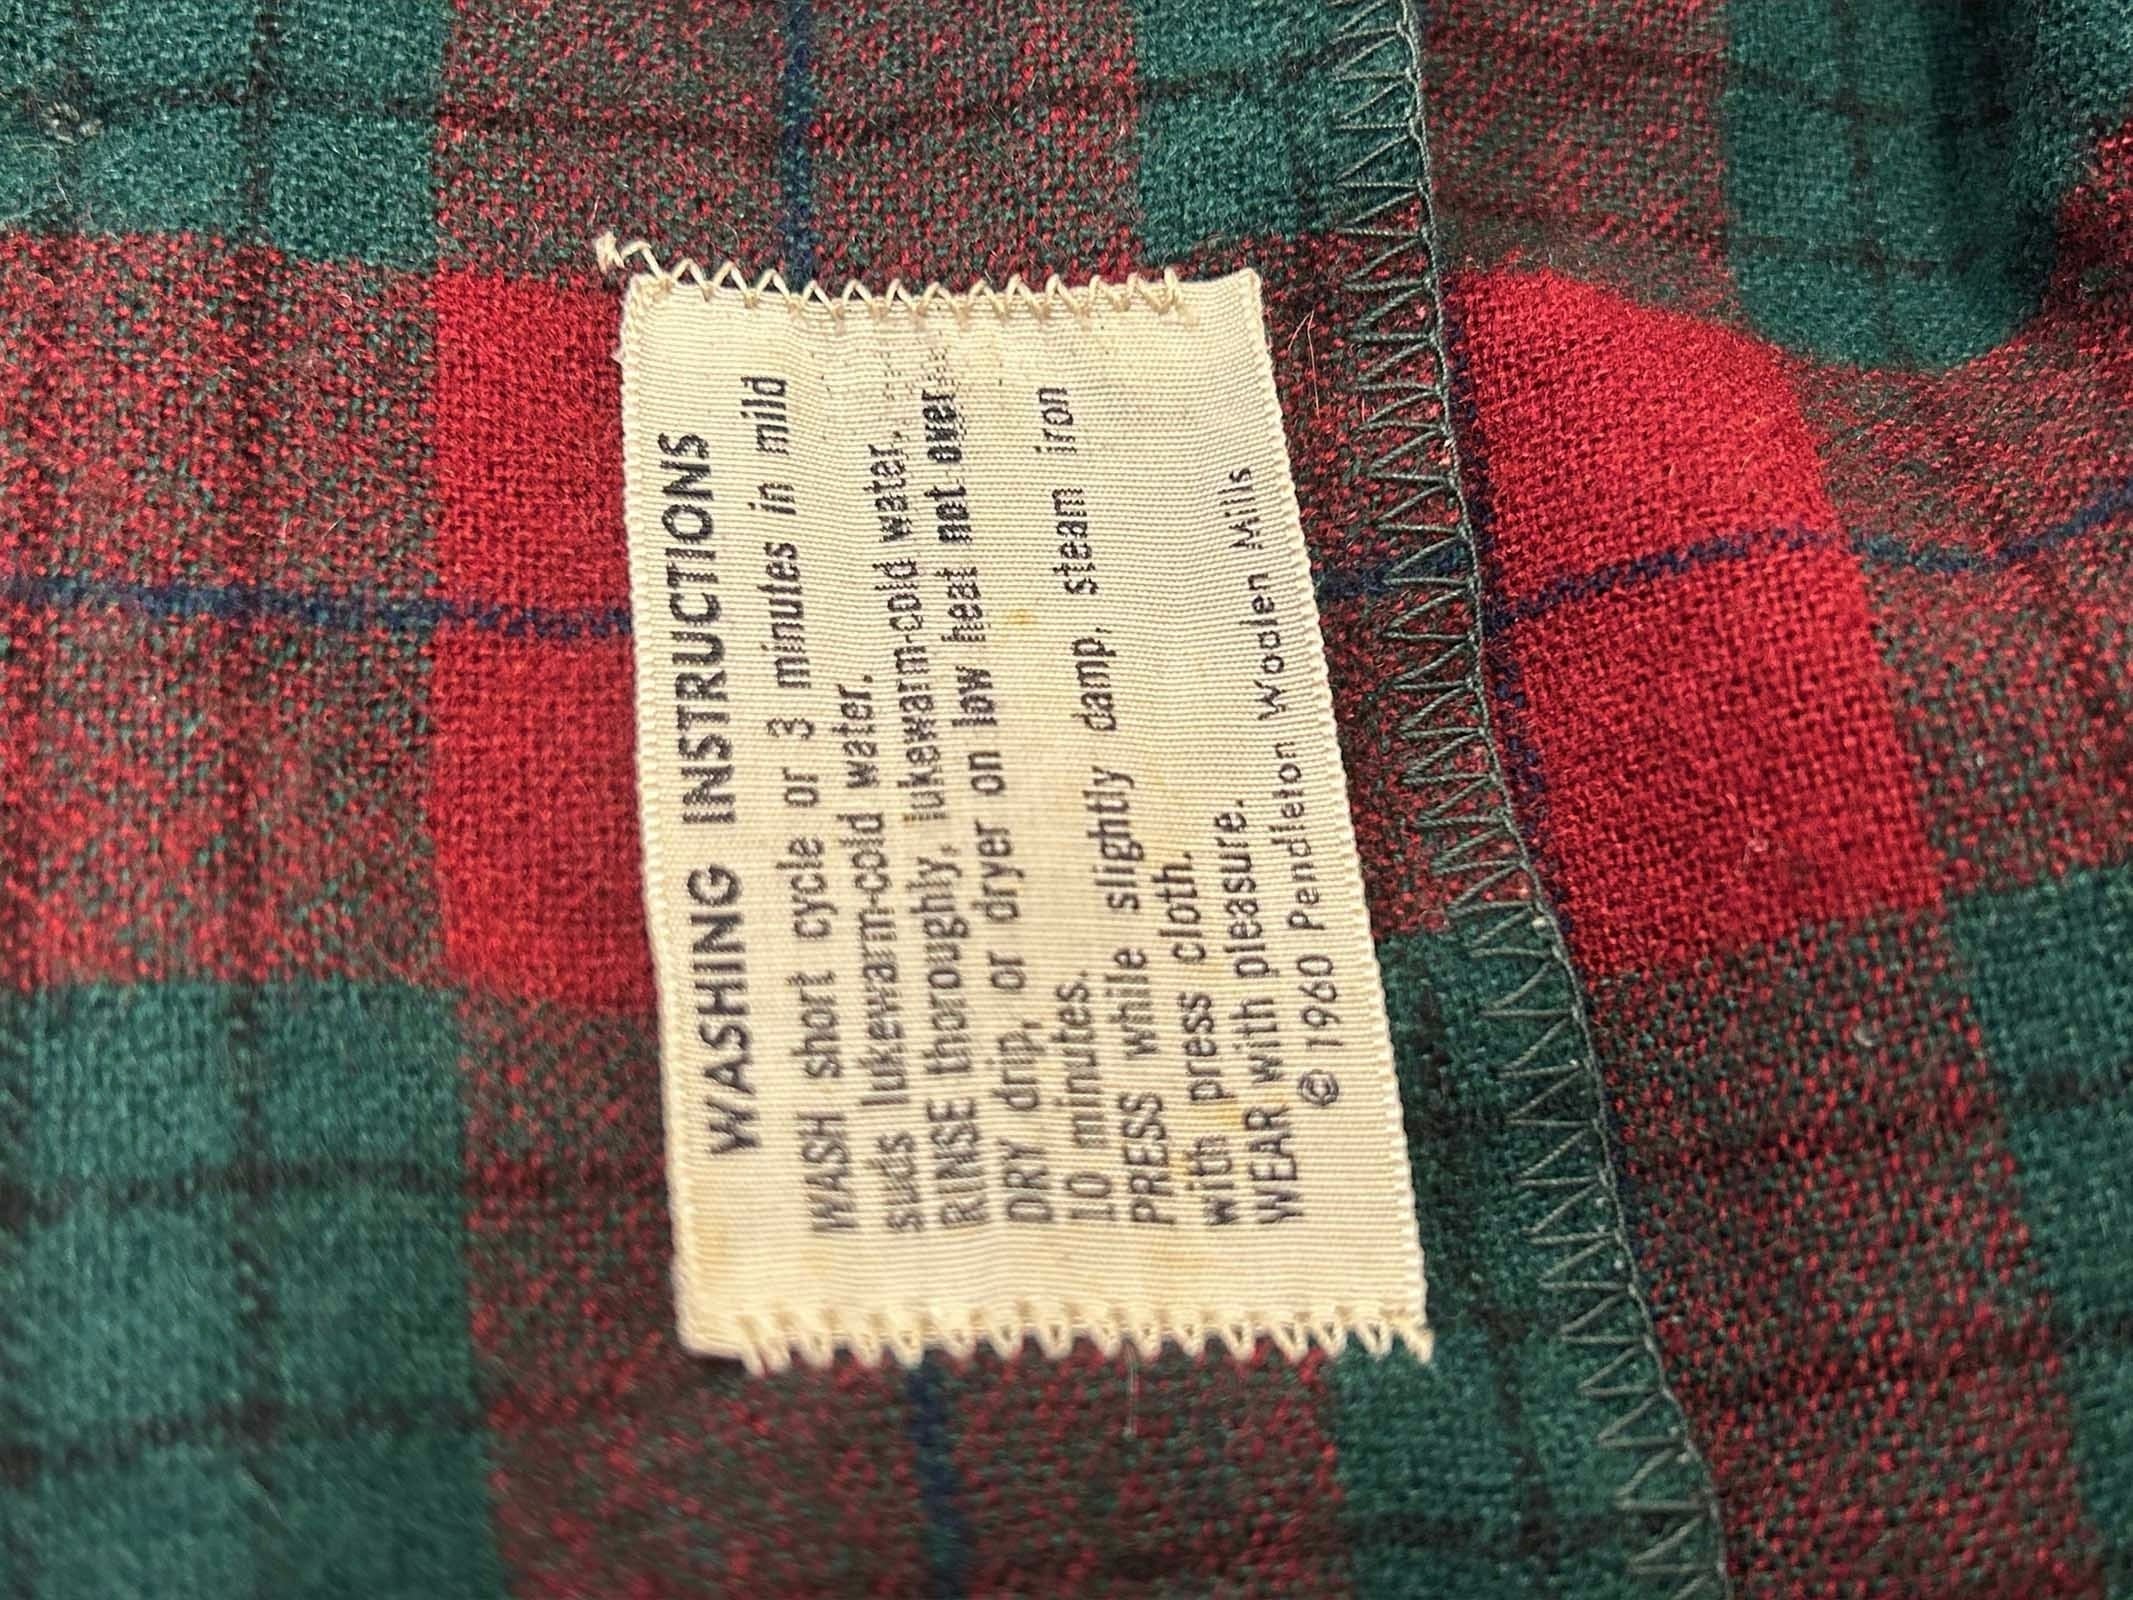 WASHING INSTRUCTIONS
WASH short cycle or 3 minutes in mild
suds lukewarm-cold water.
RINSE thoroughly, lukewarm-cold water.
DRY drip, or dryer on low heat not over
10 minutes.
PRESS while slightly damp, steam iron
with press cloth.
WEAR with pleasure.
© 1960 Pendleton Woolen Mills